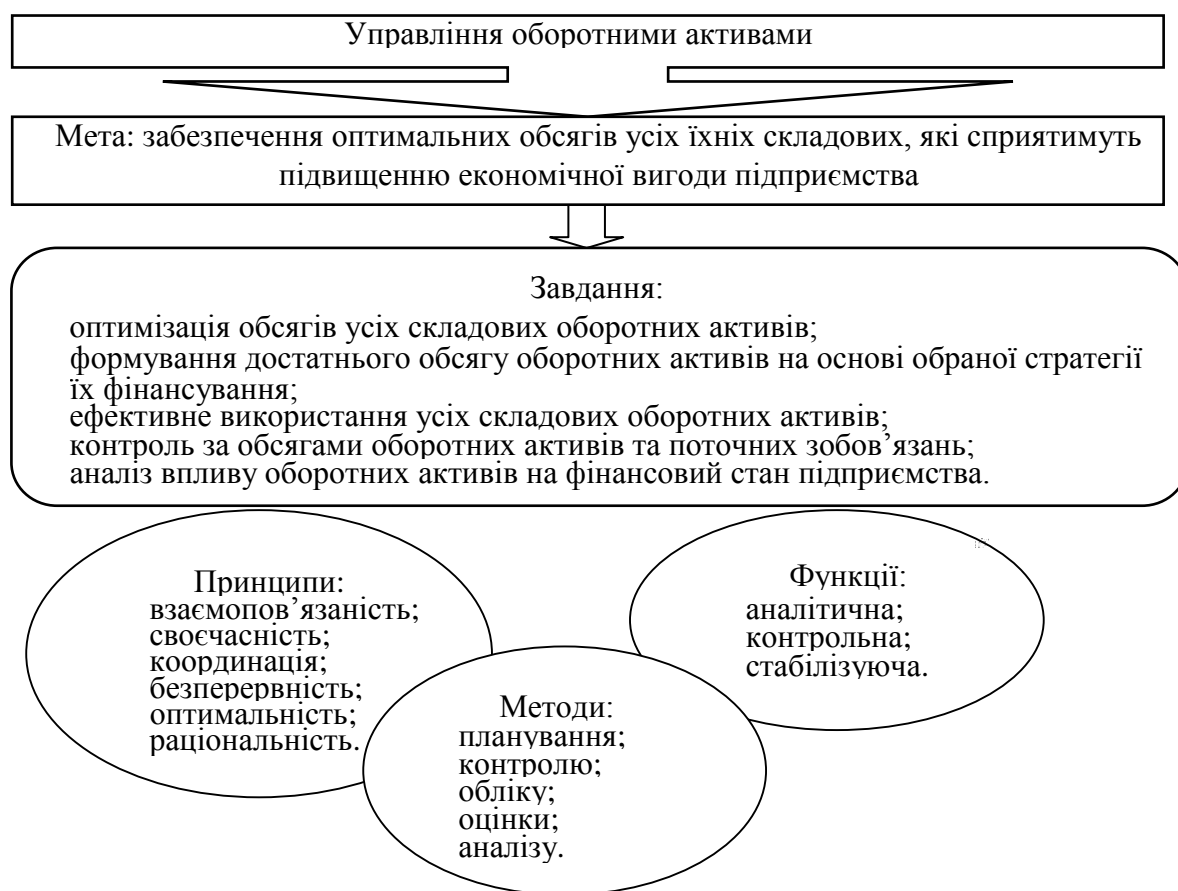 Управління оборотними активами
Мета: забезпечення оптимальних обсягів усіх їхніх складових, які сприятимуть
підвищенню економічної вигоди підприємства
Завдання:
оптимізація обсягів усіх складових оборотних активів;
формування достатнього обсягу оборотних активів на основі обраної стратегії
їх фінансування;
ефективне використання усіх складових оборотних активів;
контроль за обсягами оборотних активів та поточних зобов’язань;
аналіз впливу оборотних активів на фінансовий стан підприємства.
Принципи:
взаємопов’язаність;
своєчасність;
координація;
безперервність;
оптимальність;
раціональність.
Методи:
планування;
контролю;
обліку;
оцінки;
аналізу.
Функції:
аналітична;
контрольна;
стабілізуюча.